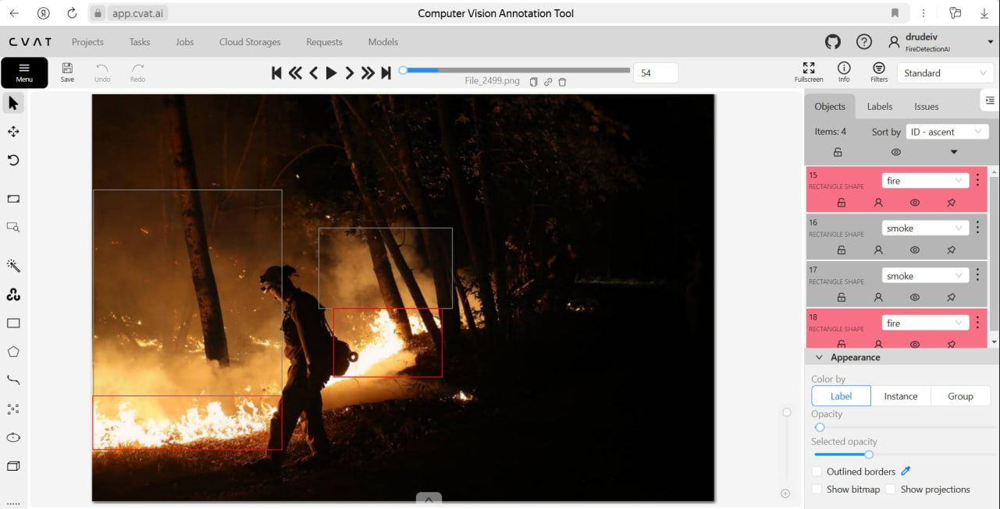 app.cvat.ai
Computer Vision Annotation Tool
CVAT
Projects
Tasks
Jobs
Cloud Storages
Requests
Models
drudeiv
FireDetectionAI
Menu
Save
Undo
Redo
File_2499.png
54
Fullscreen
Info
Filters
Standard
Objects
Labels
Issues
Items: 4
Sort by
ID - ascent
15
RECTANGLE SHAPE
fire
16
RECTANGLE SHAPE
smoke
17
RECTANGLE SHAPE
smoke
18
RECTANGLE SHAPE
fire
Appearance
Color by
Label
Instance
Group
Opacity
Selected opacity
Outlined borders
Show bitmap
Show projections